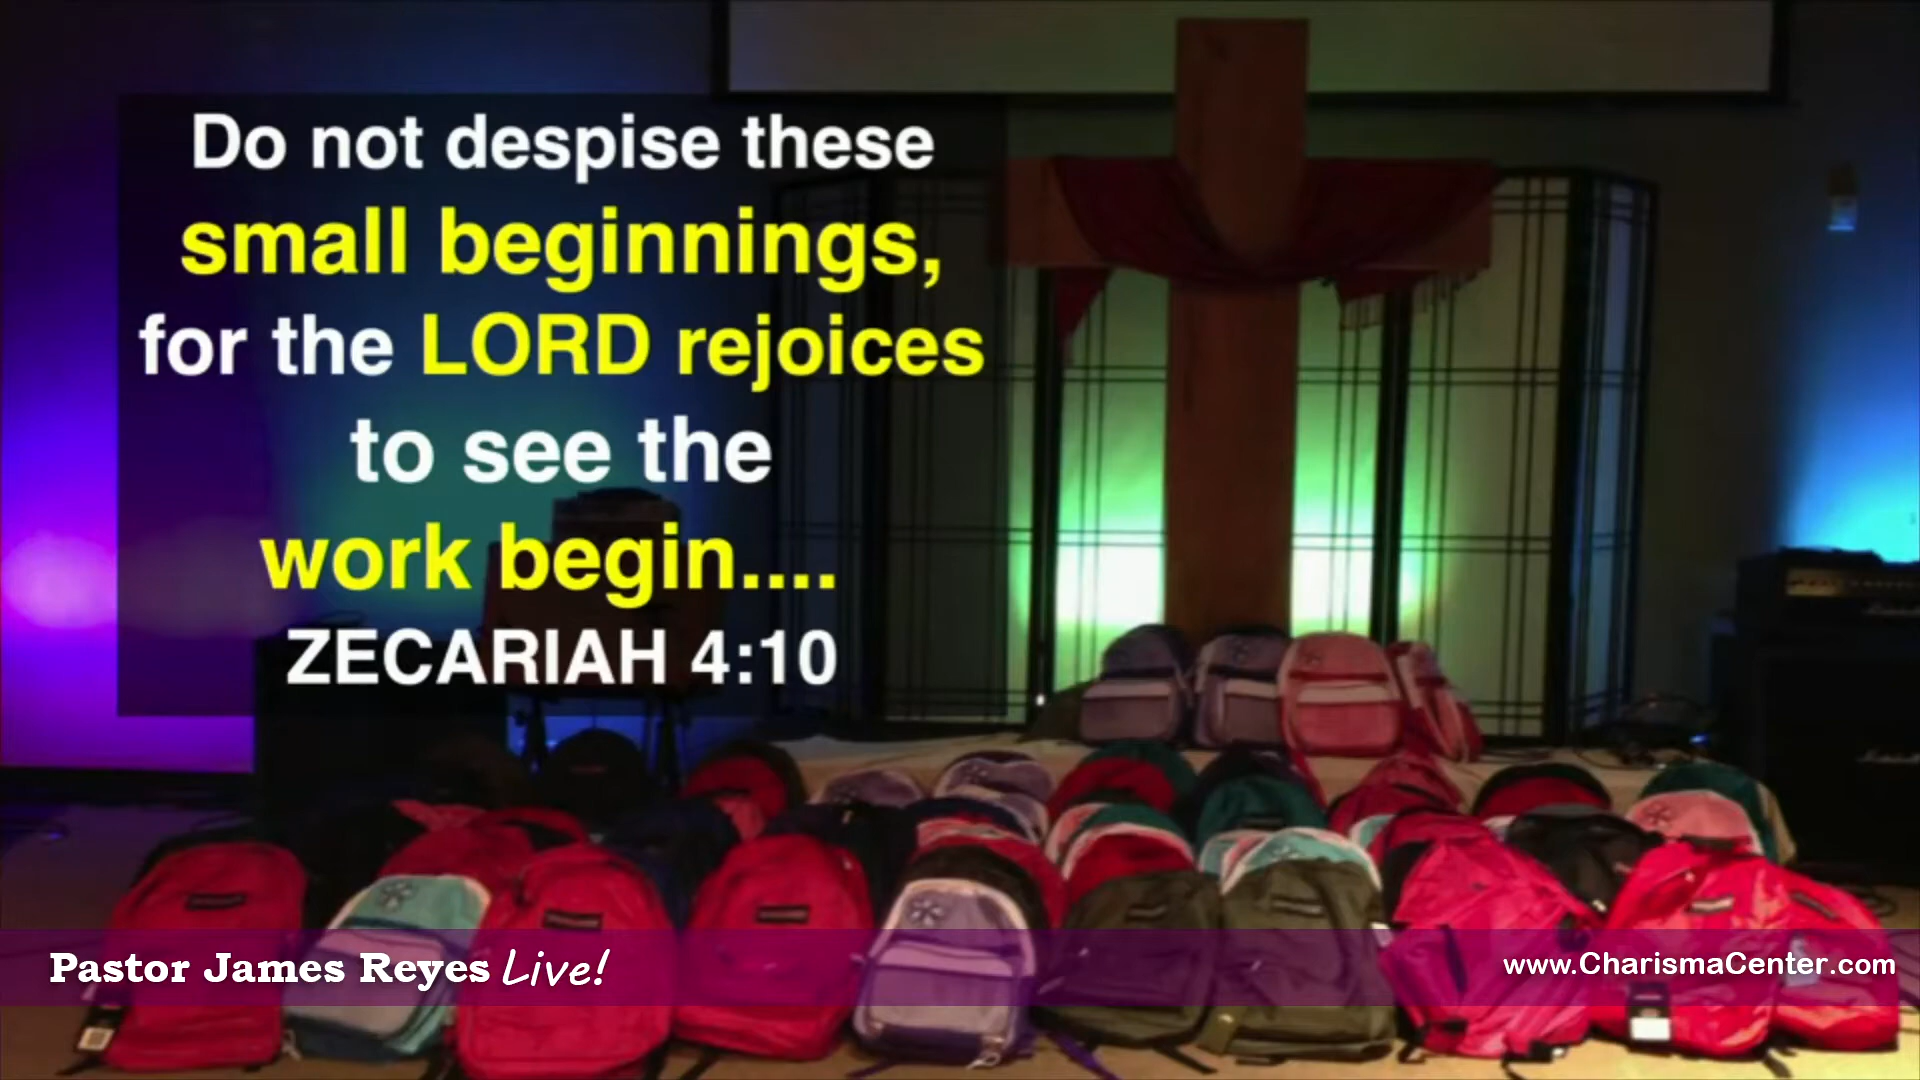 Do not despise these
small beginnings,
for the LORD rejoices
to see the
work begin....
ZECARIAH 4:10
Pastor James Reyes Live!
www.CharismaCenter.com